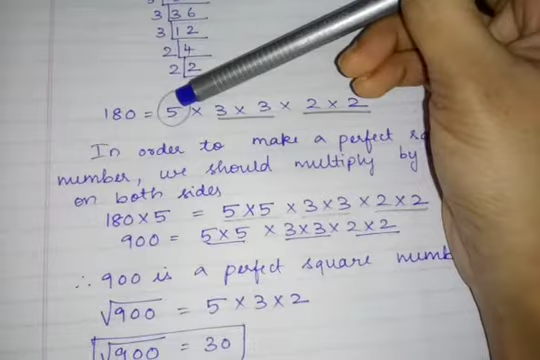 3 36
3 12
2 4
2 2
180 = 5 × 3 × 3 × 2 × 2
In order to make a perfect
number, we should multiply by
on both sides
180×5 = 5×5 × 3×3 × 2×2
900 = 5×5 × 3×3 × 2×2
∴ 900 is a perfect square
√900 = 5 × 3 × 2
√900 = 30